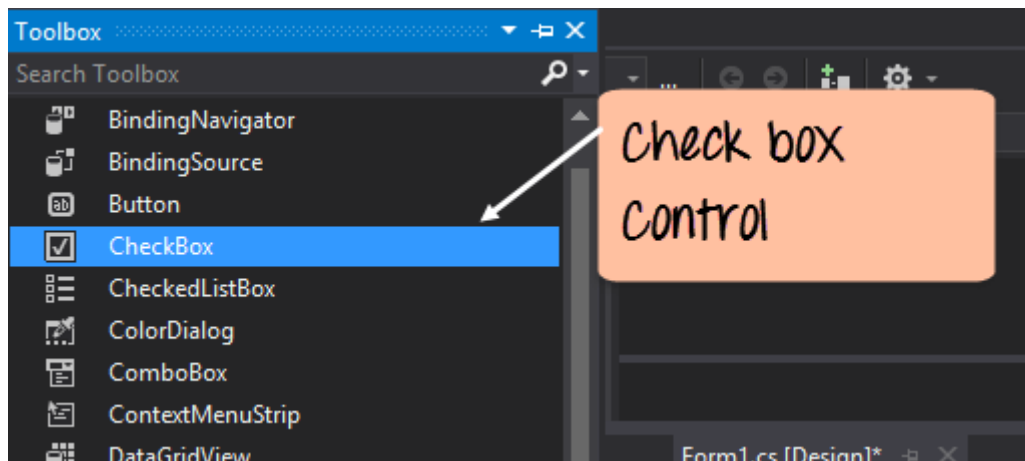 Toolbox
Search Toolbox
BindingNavigator
BindingSource
Button
CheckBox
CheckedListBox
ColorDialog
ComboBox
ContextMenuStrip
DataGridView
Check box
Control
Form1.cs [Design]*